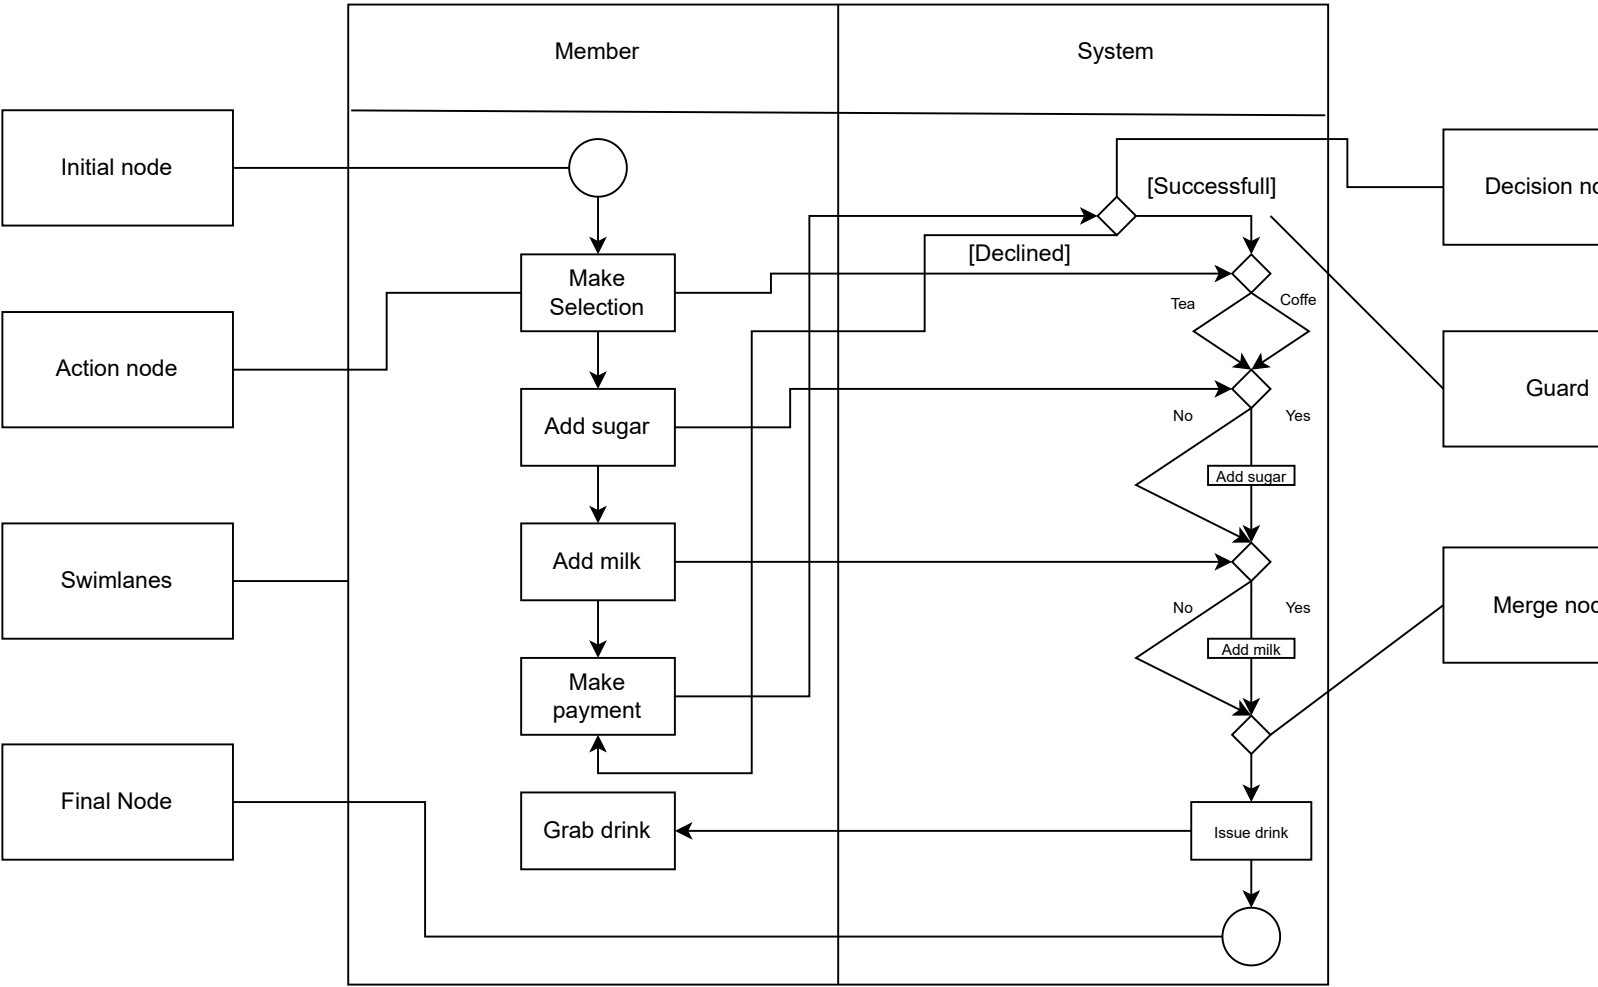 Member
System
Initial node
[Successfull]
Decision no
[Declined]
Make
Selection
Tea
Coffe
Action node
Guard
Add sugar
No
Yes
Add sugar
Add milk
Swimlanes
No
Yes
Merge nod
Add milk
Make
payment
Final Node
Grab drink
Issue drink